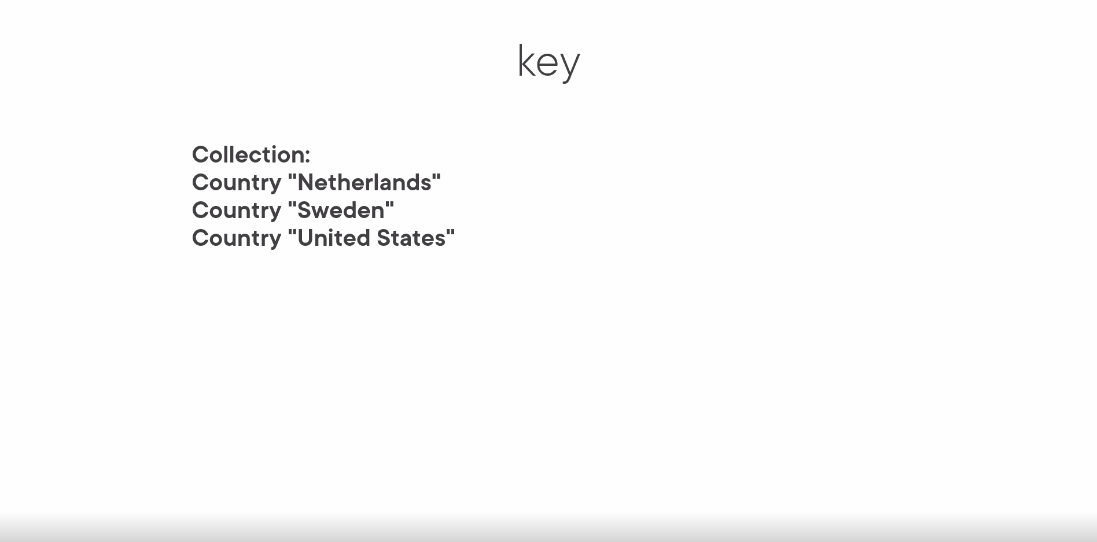 key
Collection:
Country "Netherlands"
Country "Sweden"
Country "United States"